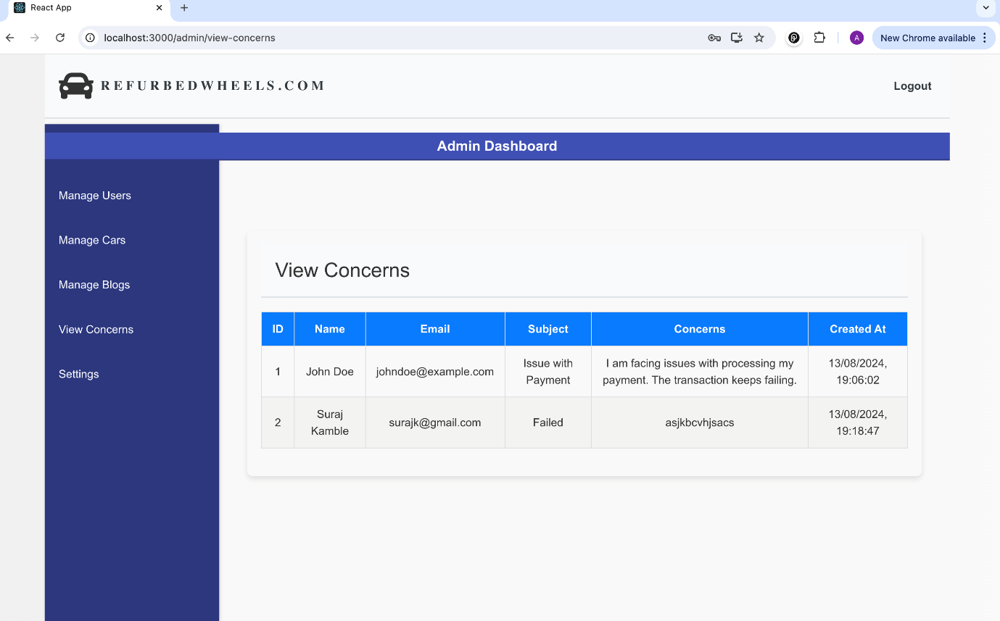 React App
localhost:3000/admin/view-concerns
A
New Chrome available
REFURBEDWHEELS.COM
Logout
Admin Dashboard
Manage Users
Manage Cars
Manage Blogs
View Concerns
Settings
View Concerns
ID Name Email Subject Concerns Created At
1 John Doe johndoe@example.com Issue with Payment I am facing issues with processing my payment. The transaction keeps failing. 13/08/2024, 19:06:02
2 Suraj Kamble surajk@gmail.com Failed asjkbcvhjsacs 13/08/2024, 19:18:47